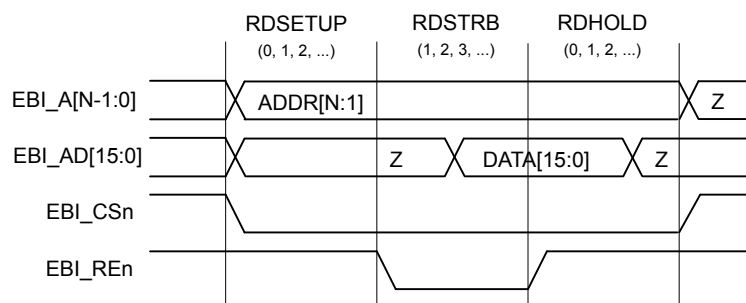 RDSETUP RDSTRB RDHOLD
(0, 1, 2, ...) (1, 2, 3, ...) (0, 1, 2, ...)
EBI_A[N-1:0] ADDR[N:1] Z
EBI_AD[15:0] Z DATA[15:0] Z
EBI_CSn
EBI_REn